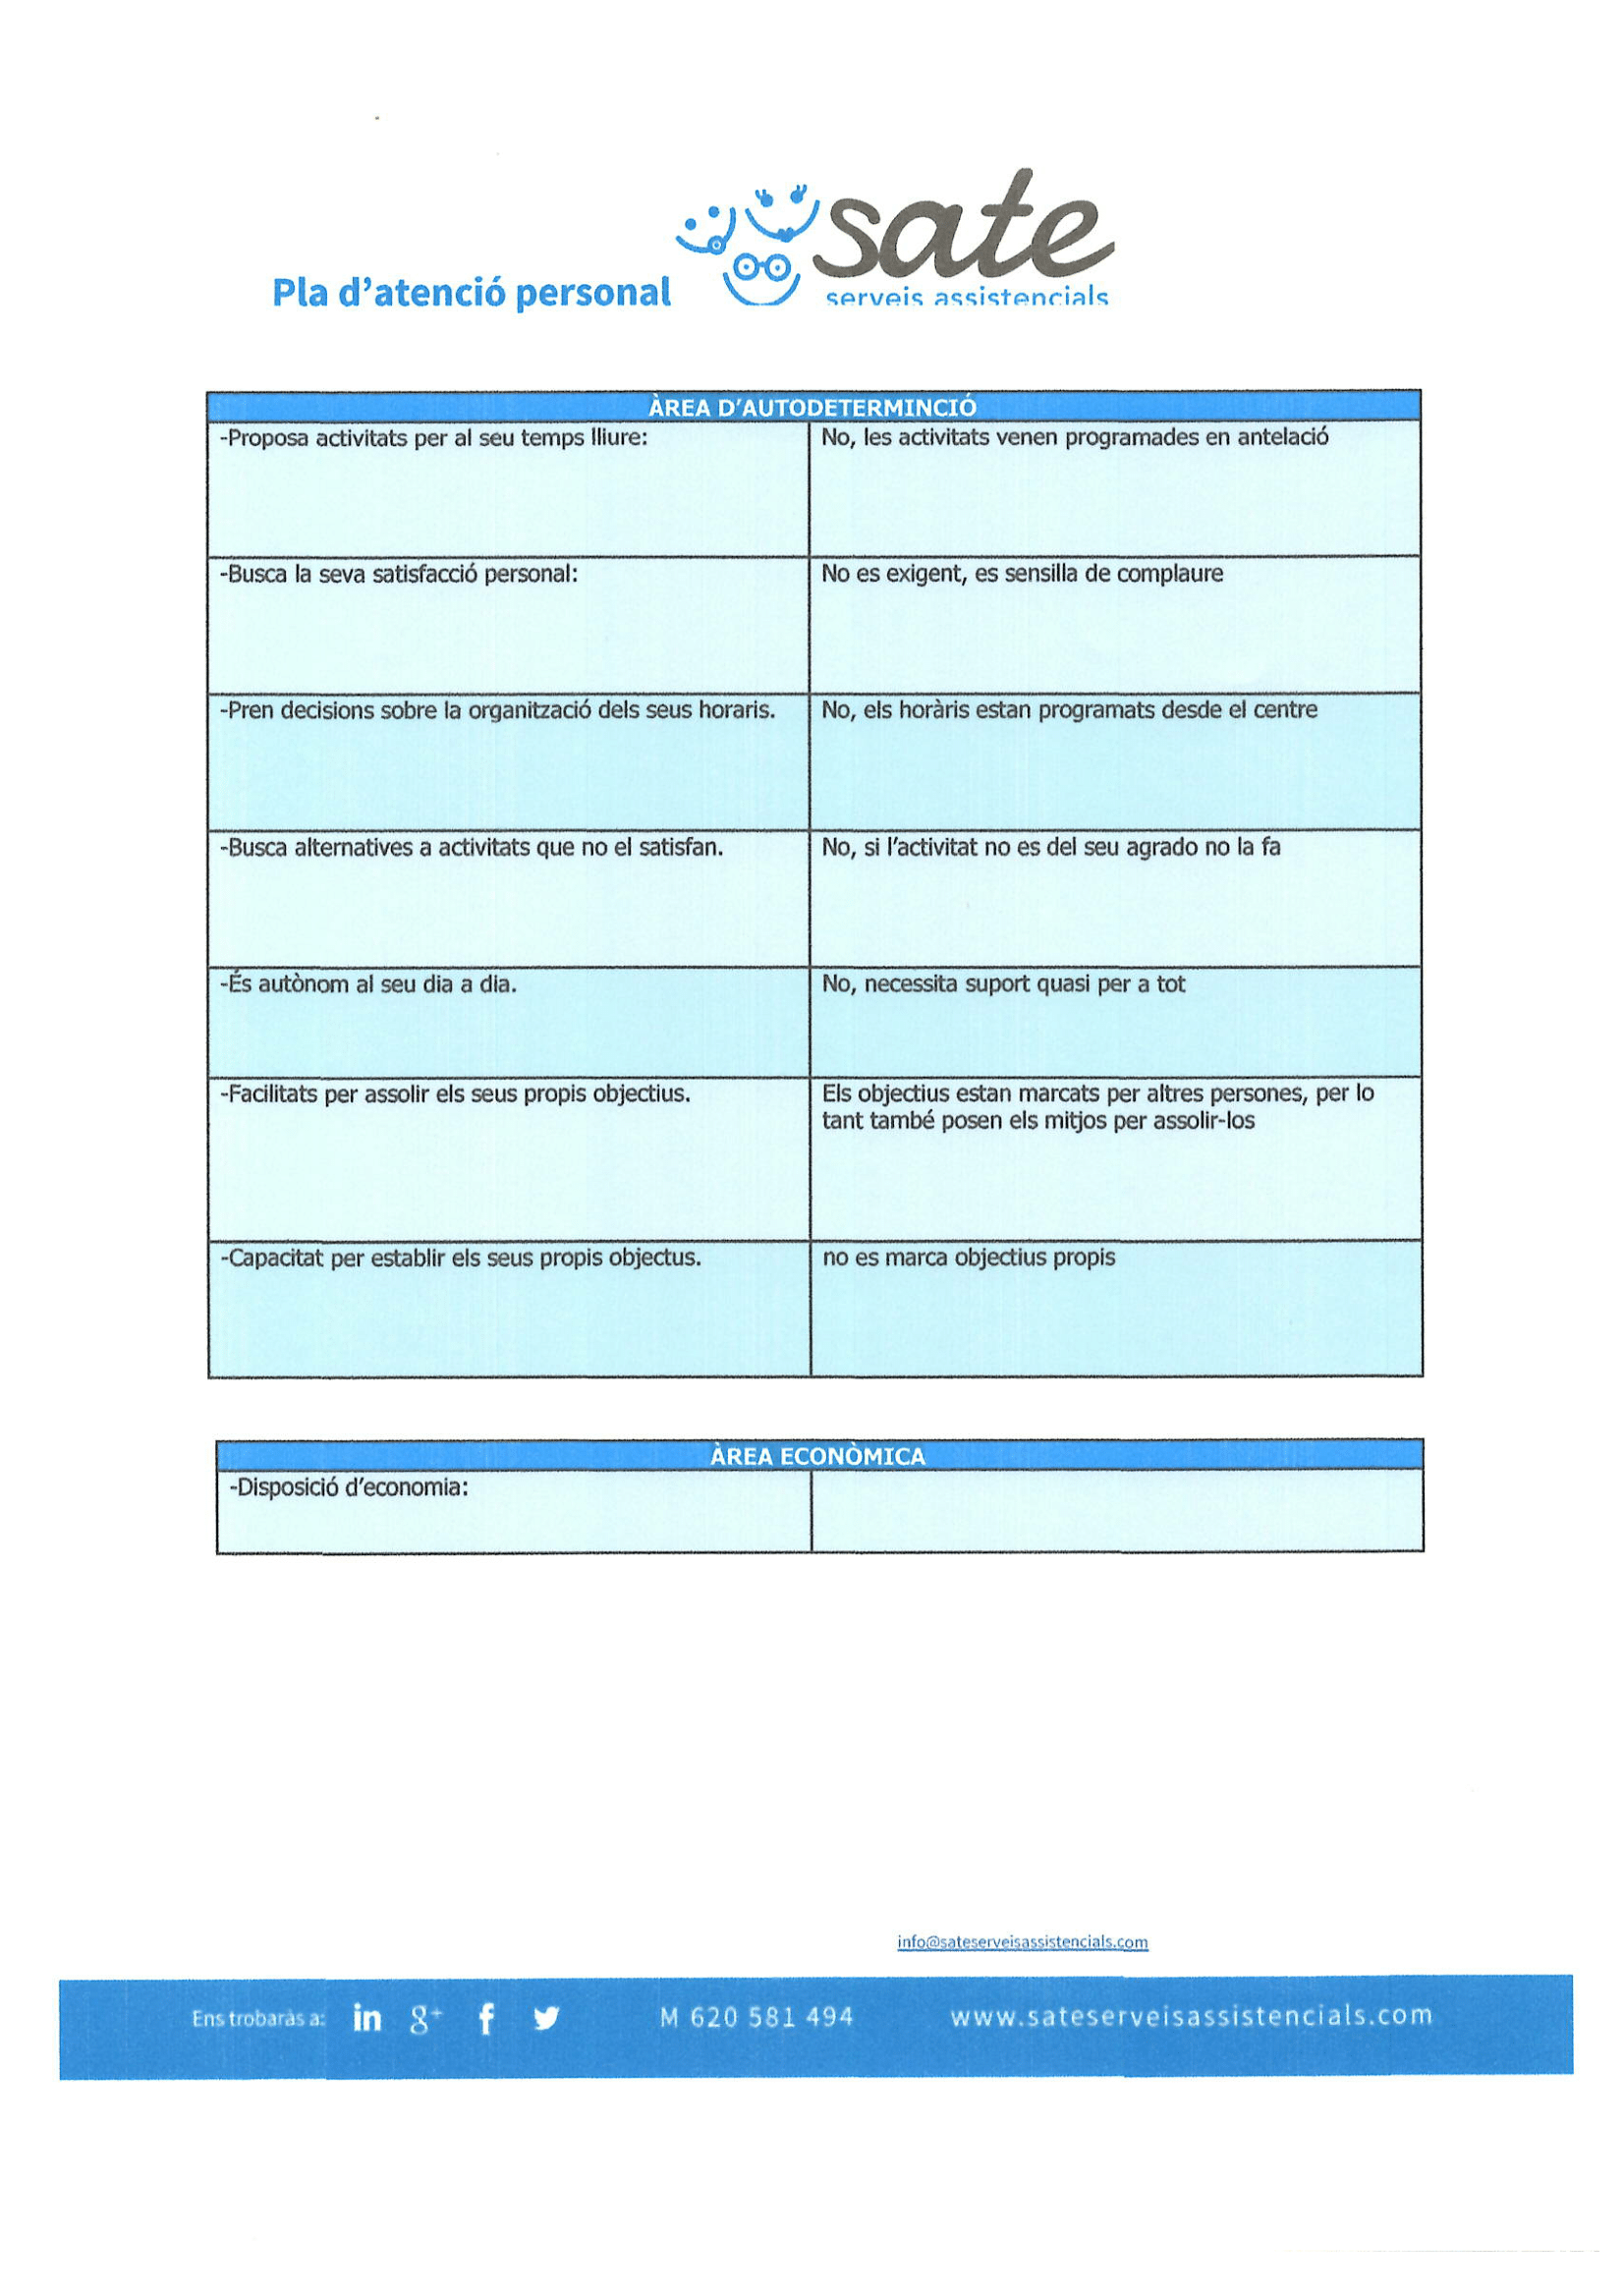 sate
Pla d'atenció personal
serveis assistencials
ÀREA D'AUTODETERMINCIÓ
-Proposa activitats per al seu temps lliure:
No, les activitats venen programades en antelació
-Busca la seva satisfacció personal:
No es exigent, es sensilla de complaure
-Pren decisions sobre la organització dels seus horaris.
No, els horàris estan programats desde el centre
-Busca alternatives a activitats que no el satisfan.
No, si l'activitat no es del seu agrado no la fa
-És autònom al seu dia a dia.
No, necessita suport quasi per a tot
-Facilitats per assolir els seus propis objectius.
Els objectius estan marcats per altres persones, per lo
tant també posen els mitjos per assolir-los
-Capacitat per establir els seus propis objectus.
no es marca objectius propis
ÀREA ECONÒMICA
-Disposició d'economia:
info@sateserveisassistencials.com
Ens trobaràs a: in g+ f M 620 581 494 www.sateserveisassistencials.com